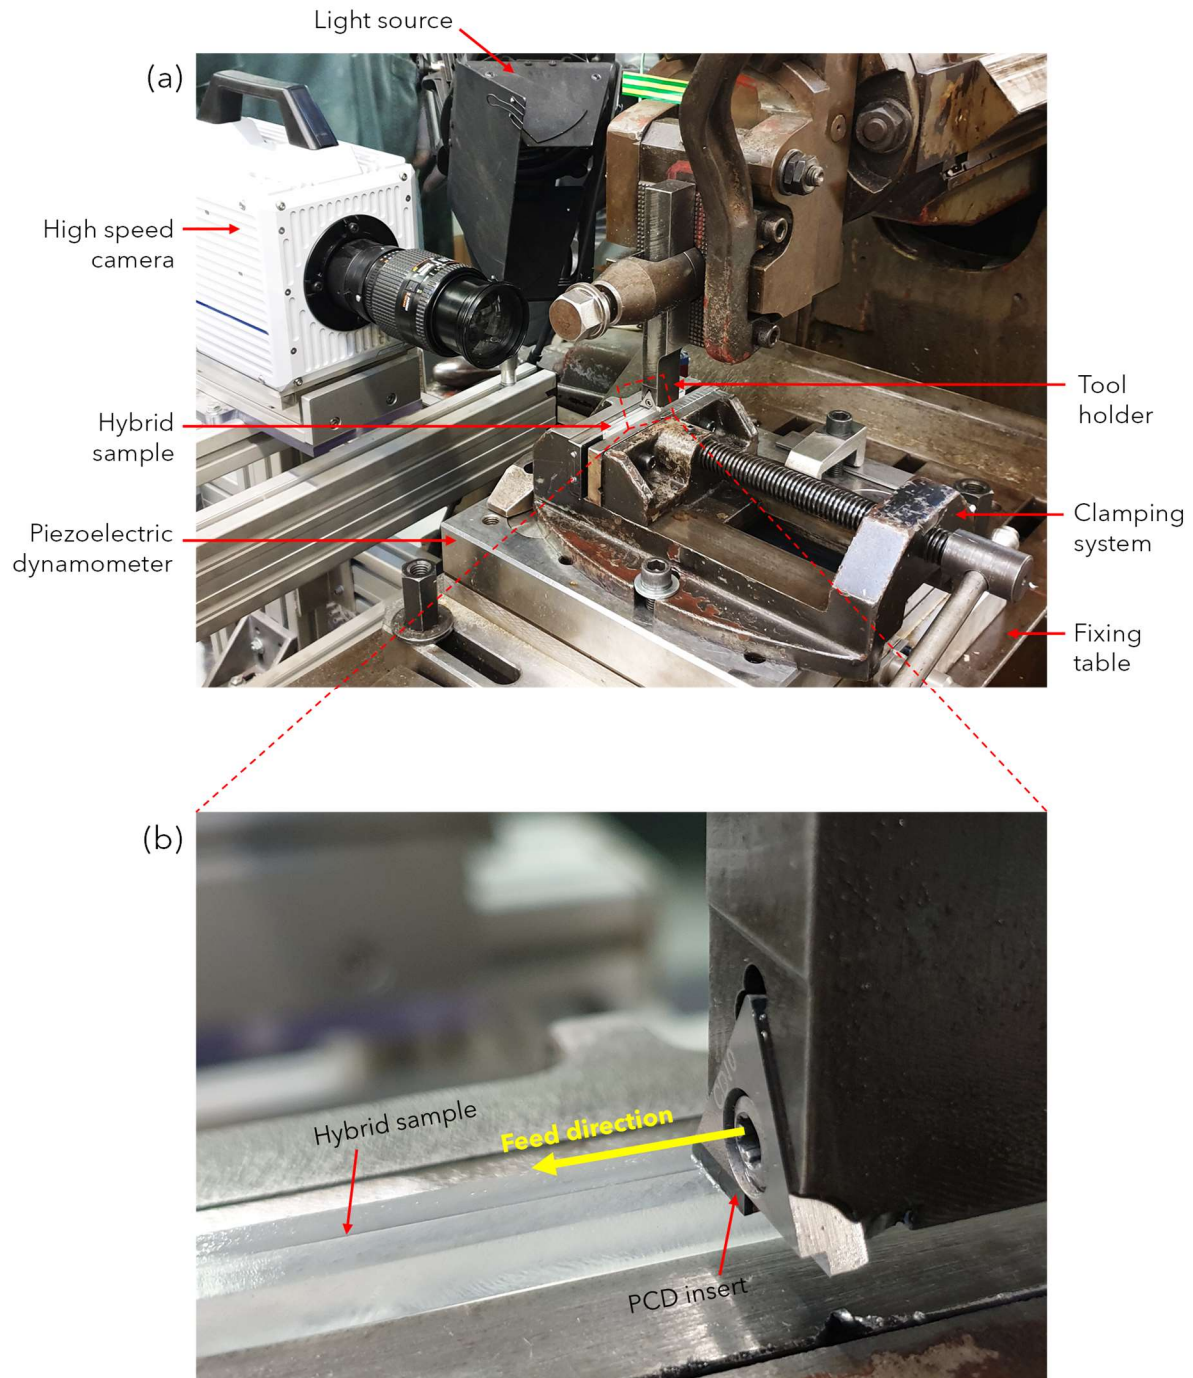 Light source
(a)
High speed
camera
Hybrid
sample
Piezoelectric
dynamometer
Tool
holder
Clamping
system
Fixing
table
(b)
Hybrid sample
Feed direction
PCD insert